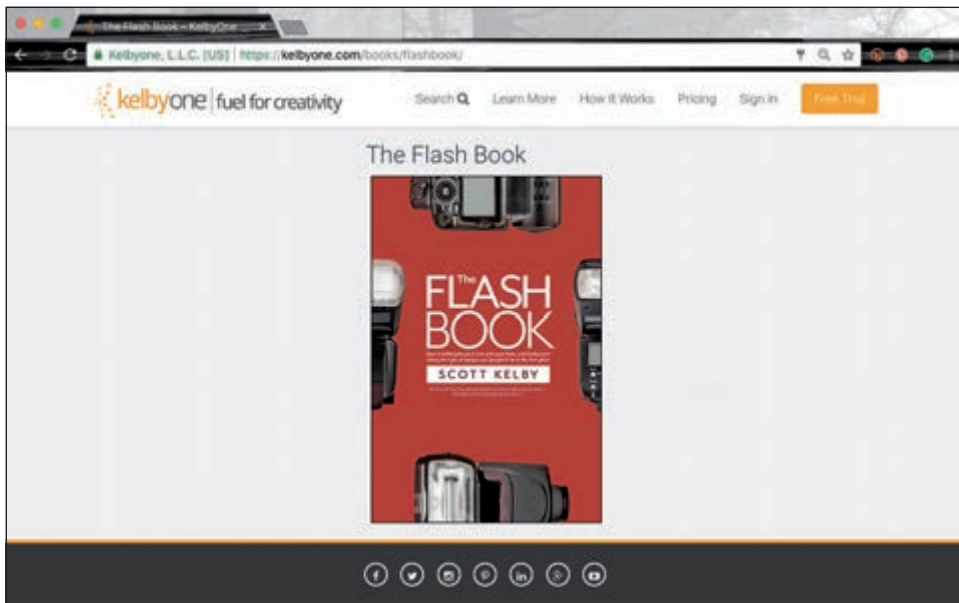 The Flash Book – KelbyOne
Kelbyone, L.L.C. [US] https://kelbyone.com/books/flashbook/
kelbyone fuel for creativity
Search Learn More How It Works Pricing Sign In Free Trial
The Flash Book
The
FLASH
BOOK
SCOTT KELBY